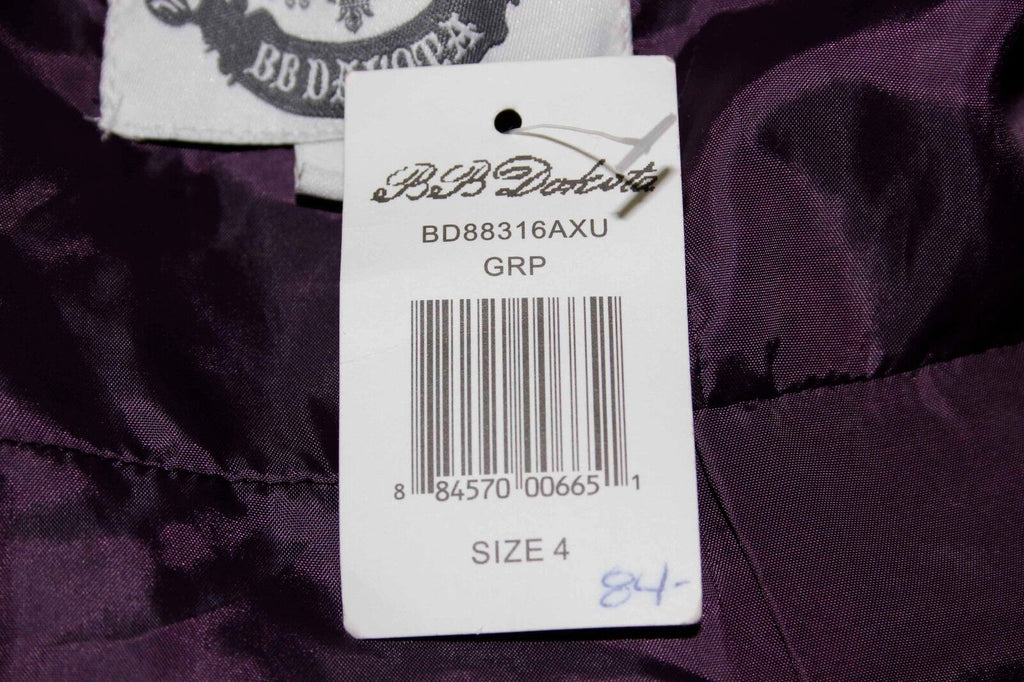 BB DAKOTA
BB Dakota
BD88316AXU
GRP
8 84570 00665 1
SIZE 4
84-